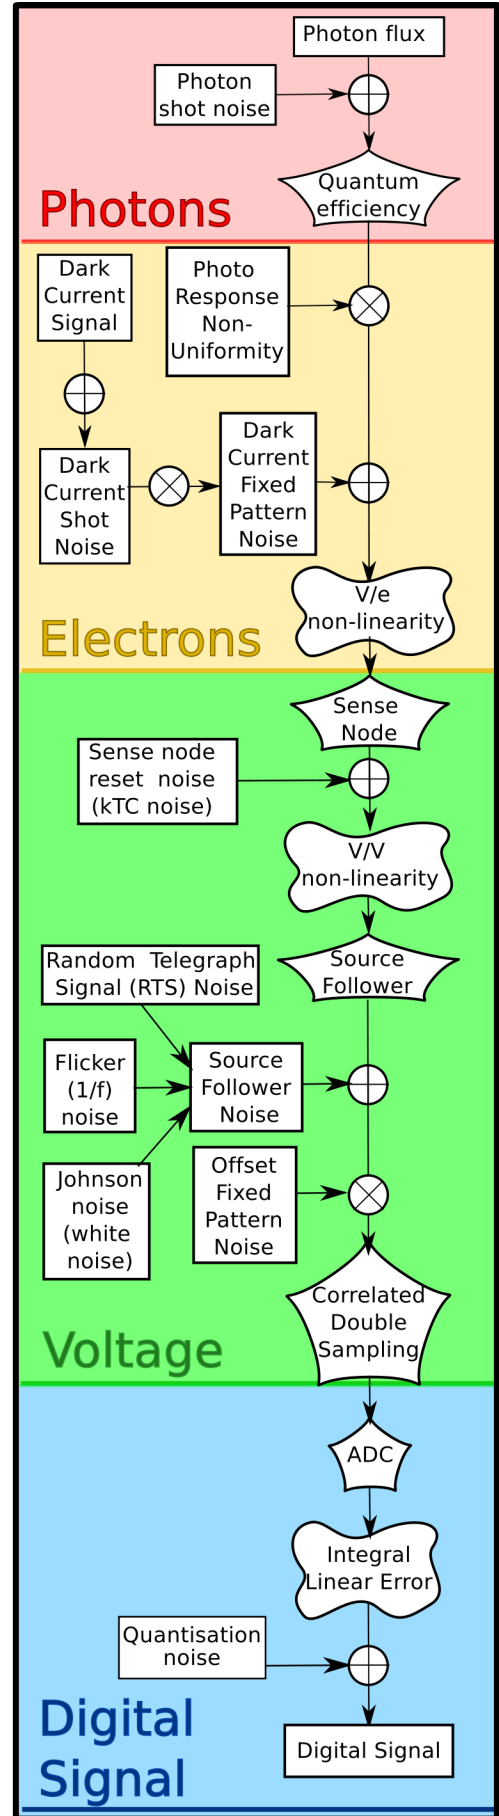 Photon flux
Photon
shot noise
Quantum
efficiency
Photons
Dark
Current
Signal
Photo
Response
Non-
Uniformity
Dark
Current
Shot
Noise
Dark
Current
Fixed
Pattern
Noise
V/e
non-linearity
Electrons
Sense
Node
Sense node
reset noise
(kTC noise)
V/V
non-linearity
Source
Follower
Random Telegraph
Signal (RTS) Noise
Flicker
(1/f)
noise
Source
Follower
Noise
Johnson
noise
(white
noise)
Offset
Fixed
Pattern
Noise
Correlated
Double
Sampling
Voltage
ADC
Integral
Linear Error
Quantisation
noise
Digital Signal
Digital
Signal